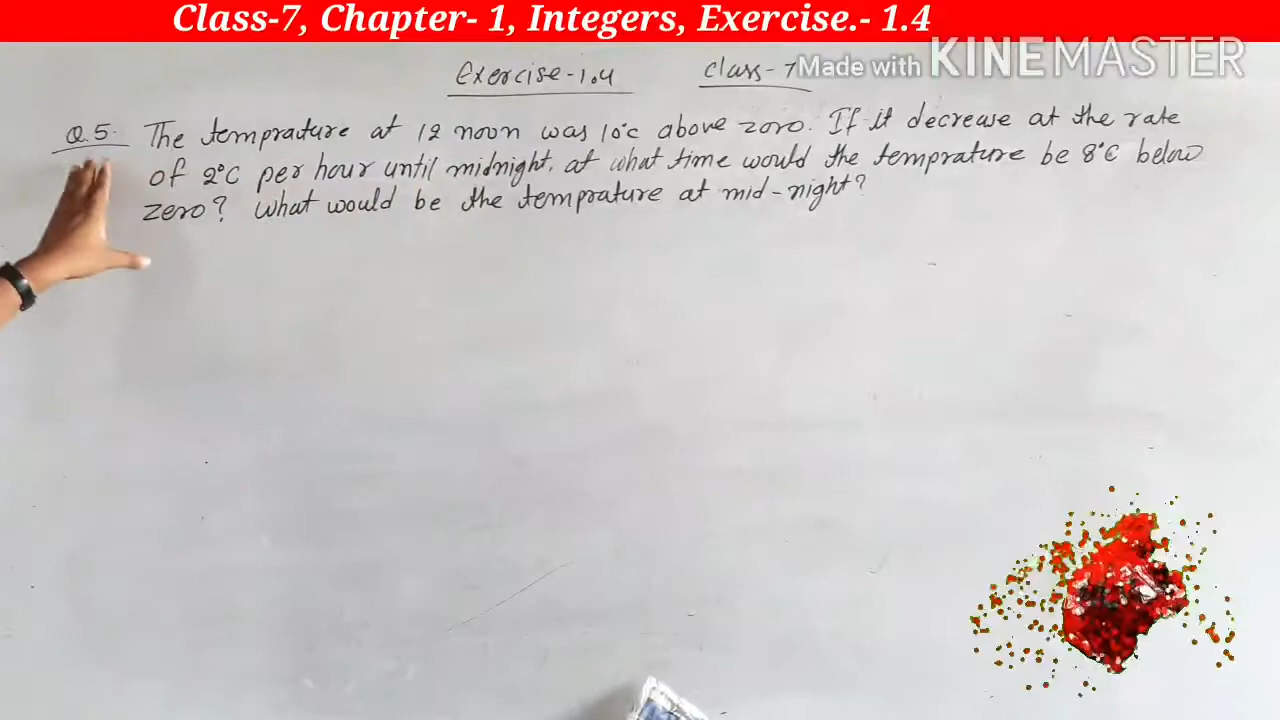 Class-7, Chapter- 1, Integers, Exercise.- 1.4
Made with KINEMASTER
Exercise-1.4 Class-7
Q5. The temprature at 12 noon was 10°c above zoro. If it decrease at the rate
of 2°C per hour until midnight, at what time would the temprature be 8°C below
zero? What would be the temprature at mid-night?